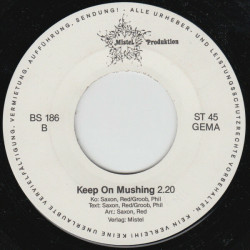 ALLE URHEBER- UND LEISTUNGSSCHUTZRECHTE VORBEHALTEN. KEIN VERLEIH! KEINE UNERLAUBTE VERVIELFÄLTIGUNG, VERMIETUNG, AUFFÜHRUNG, SENDUNG!
Mistel Produktion
BS 186
B
ST 45
GEMA
Keep On Mushing 2.20
Ko: Saxon, Red/Groob, Phil
Text: Saxon, Red/Groob, Phil
Arr.: Saxon, Red
Verlag: Mistel